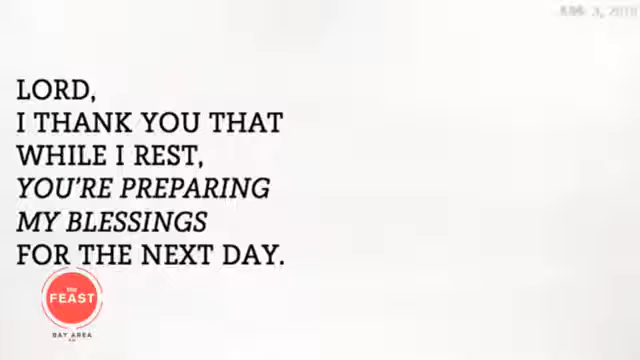 LORD,
I THANK YOU THAT
WHILE I REST,
YOU'RE PREPARING
MY BLESSINGS
FOR THE NEXT DAY.
THE
FEAST
BAY AREA